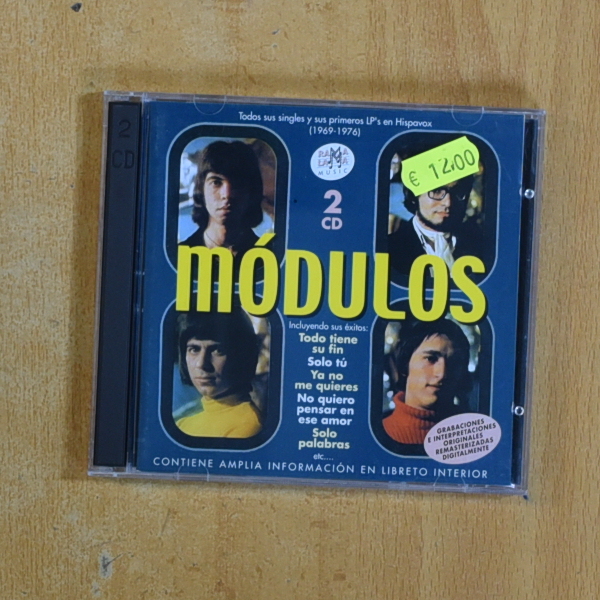 Todos sus singles y sus primeros LP's en Hispavox
(1969-1976)
RAMA
LAMA
MUSIC
€ 12.00
2
CD
2
CD
MÓDULOS
Incluyendo sus éxitos:
Todo tiene
su fin
Solo tú
Ya no
me quieres
No quiero
pensar en
ese amor
Solo
palabras
etc....
GRABACIONES
E INTERPRETACIONES
ORIGINALES
REMASTERIZADAS
DIGITALMENTE
CONTIENE AMPLIA INFORMACIÓN EN LIBRETO INTERIOR